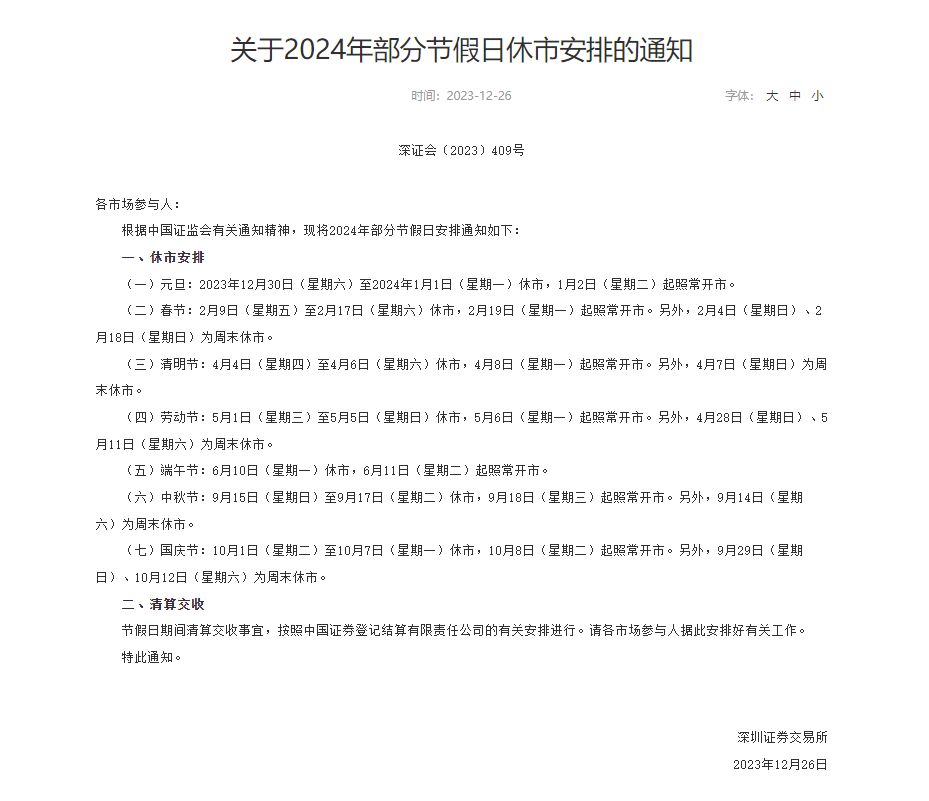 关于2024年部分节假日休市安排的通知
时间：2023-12-26
字体： 大 中 小
深证会（2023）409号
各市场参与人：
根据中国证监会有关通知精神，现将2024年部分节假日安排通知如下：
一、休市安排
（一）元旦：2023年12月30日（星期六）至2024年1月1日（星期一）休市，1月2日（星期二）起照常开市。
（二）春节：2月9日（星期五）至2月17日（星期六）休市，2月19日（星期一）起照常开市。另外，2月4日（星期日）、2
月18日（星期日）为周末休市。
（三）清明节：4月4日（星期四）至4月6日（星期六）休市，4月8日（星期一）起照常开市。另外，4月7日（星期日）为周
末休市。
（四）劳动节：5月1日（星期三）至5月5日（星期日）休市，5月6日（星期一）起照常开市。另外，4月28日（星期日）、5
月11日（星期六）为周末休市。
（五）端午节：6月10日（星期一）休市，6月11日（星期二）起照常开市。
（六）中秋节：9月15日（星期日）至9月17日（星期二）休市，9月18日（星期三）起照常开市。另外，9月14日（星期
六）为周末休市。
（七）国庆节：10月1日（星期二）至10月7日（星期一）休市，10月8日（星期二）起照常开市。另外，9月29日（星期
日）、10月12日（星期六）为周末休市。
二、清算交收
节假日期间清算交收事宜，按照中国证券登记结算有限责任公司的有关安排进行。请各市场参与人据此安排好有关工作。
特此通知。
深圳证券交易所
2023年12月26日